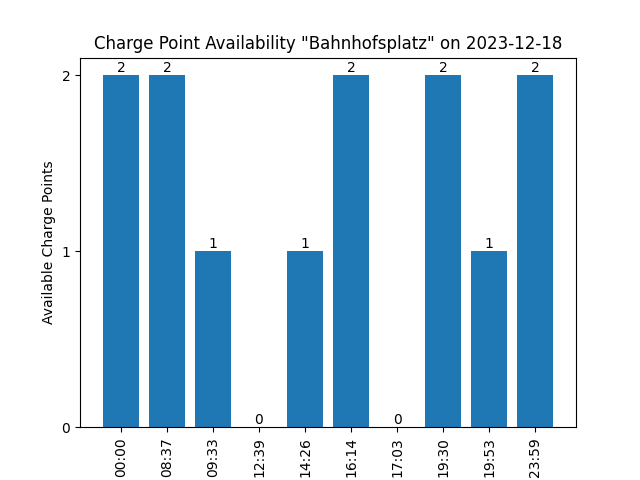 Charge Point Availability "Bahnhofsplatz" on 2023-12-18
2 2 1 0 1 2 0 2 1 2
Available Charge Points
2
1
0
00:00 08:37 09:33 12:39 14:26 16:14 17:03 19:30 19:53 23:59